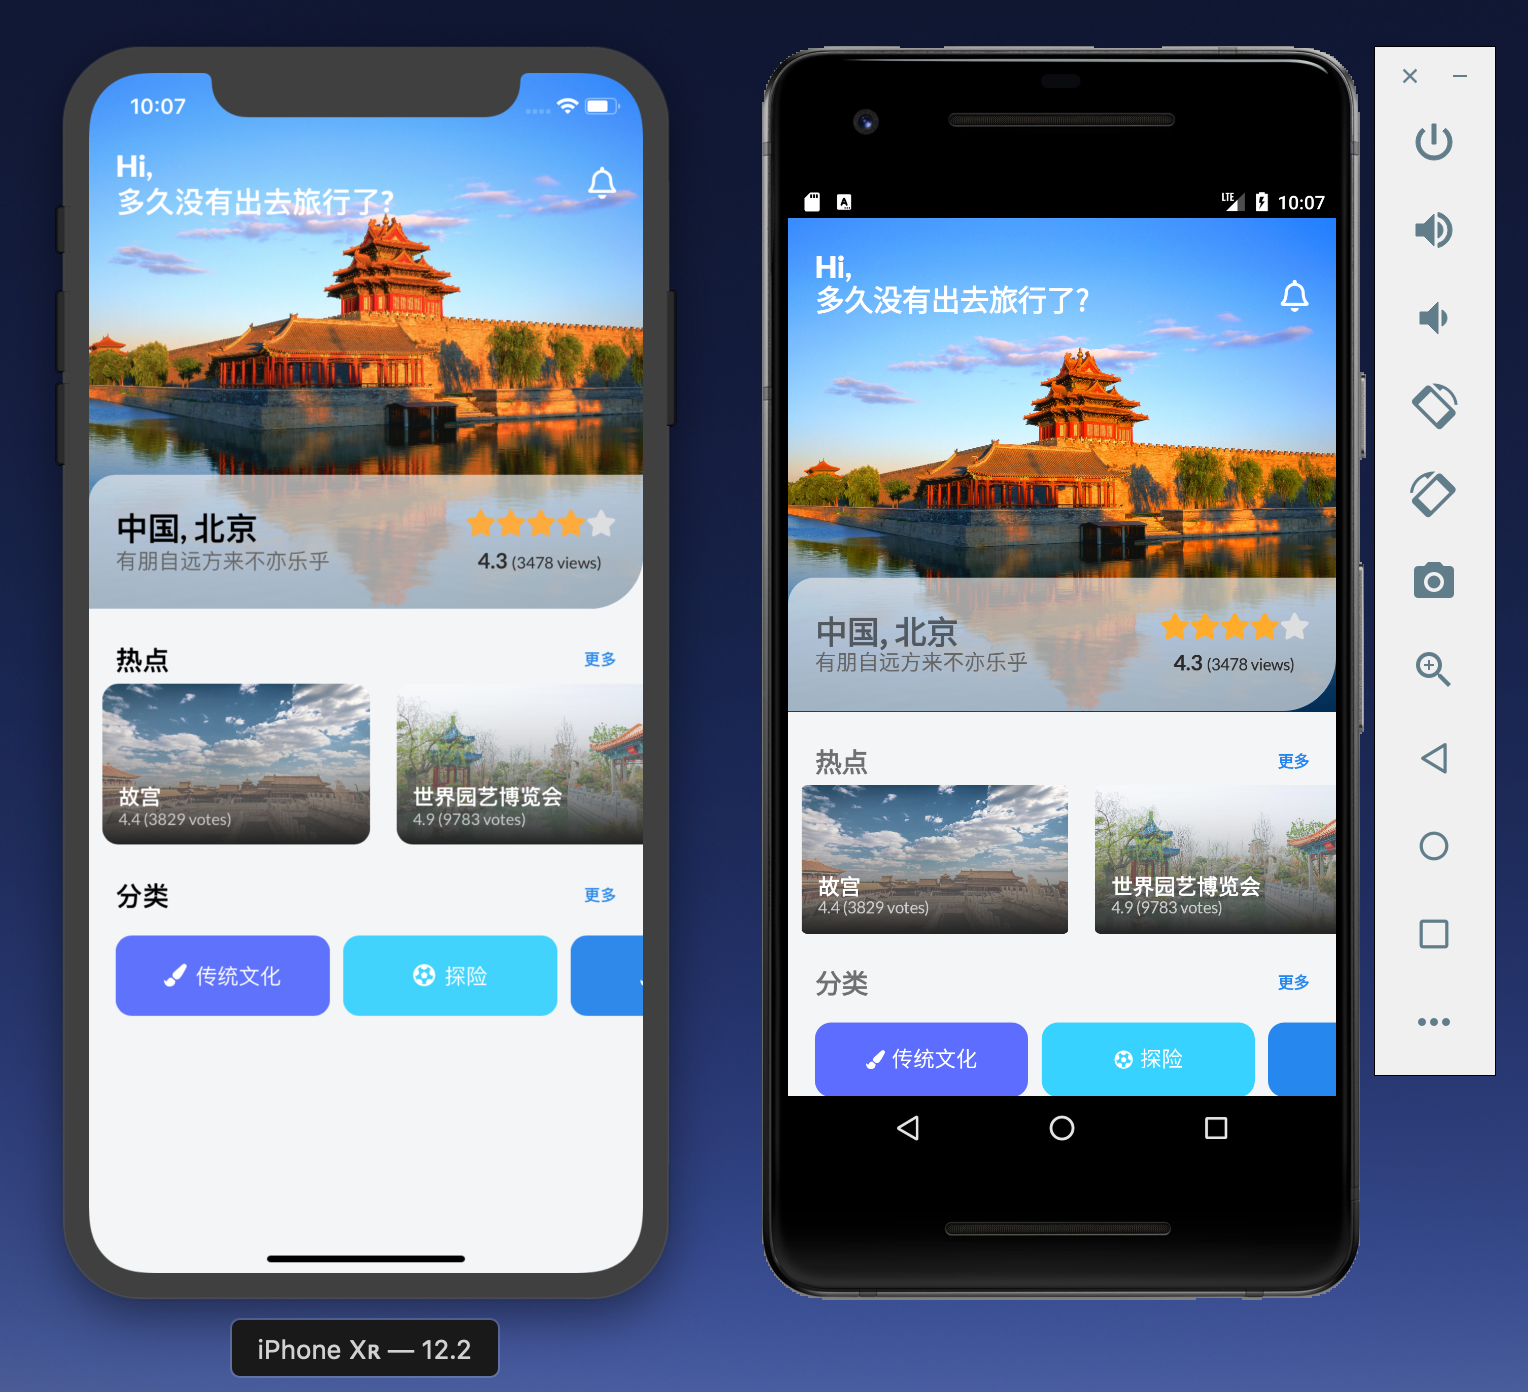 10:07
Hi,
多久没有出去旅行了?
中国, 北京
有朋自远方来不亦乐乎
4.3 (3478 views)
热点
更多
故宫
4.4 (3829 votes)
世界园艺博览会
4.9 (9783 votes)
分类
更多
传统文化
探险
iPhone XR — 12.2
LTE
10:07
Hi,
多久没有出去旅行了?
中国, 北京
有朋自远方来不亦乐乎
4.3 (3478 views)
热点
更多
故宫
4.4 (3829 votes)
世界园艺博览会
4.9 (9783 votes)
分类
更多
传统文化
探险